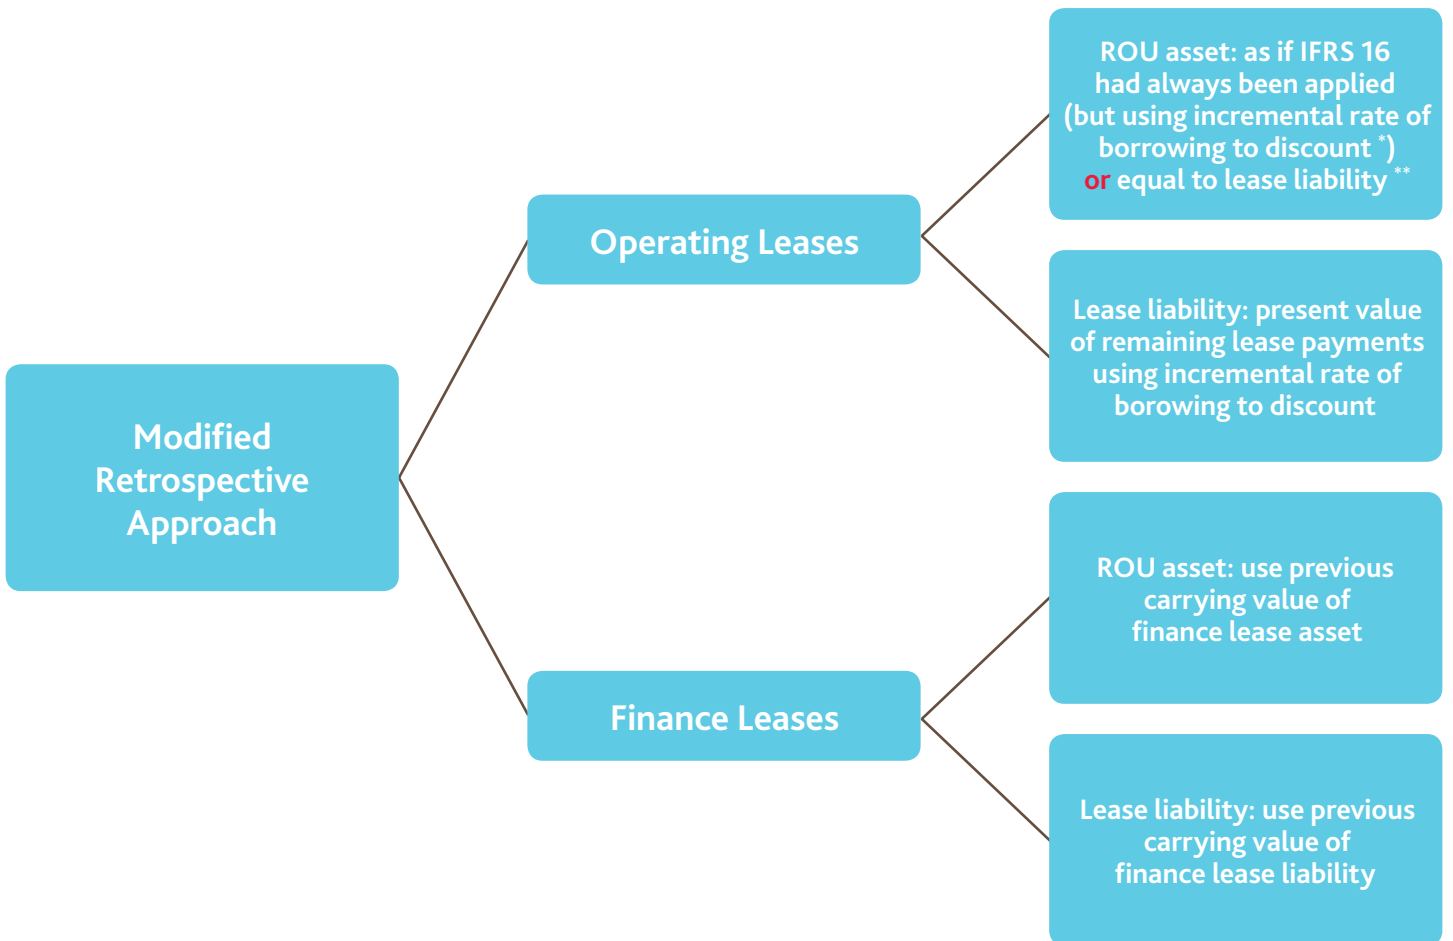 Modified
Retrospective
Approach
Operating Leases
ROU asset: as if IFRS 16
had always been applied
(but using incremental rate of
borrowing to discount *)
or equal to lease liability **
Lease liability: present value
of remaining lease payments
using incremental rate of
borowing to discount
Finance Leases
ROU asset: use previous
carrying value of
finance lease asset
Lease liability: use previous
carrying value of
finance lease liability